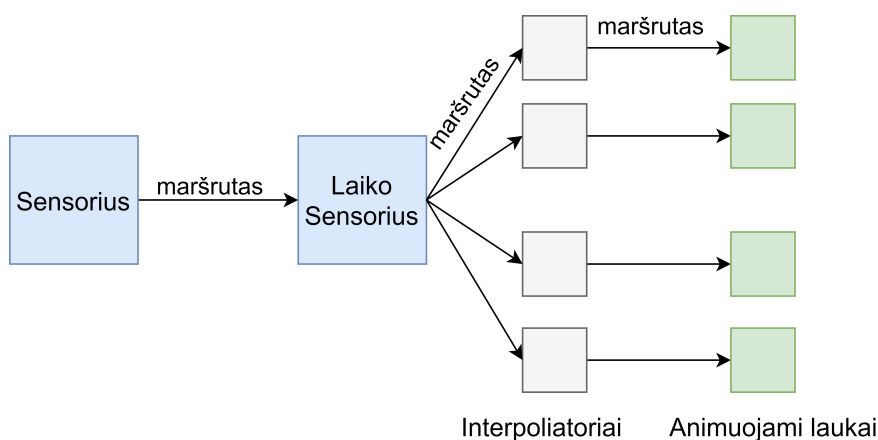 Sensorius
maršrutas
Laiko
Sensorius
maršrutas
maršrutas
Interpoliatoriai
Animuojami laukai